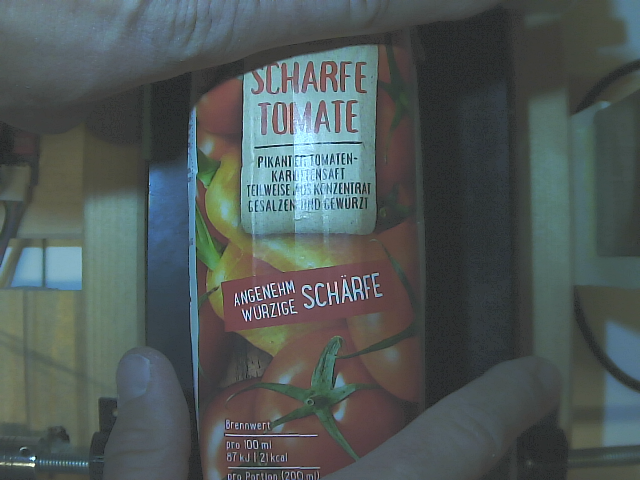 SCHARFE
TOMATE
PIKANTER TOMATEN-
KAROTTENSAFT
TEILWEISE AUS KONZENTRAT
GESALZEN UND GEWÜRZT
ANGENEHM
WÜRZIGE SCHÄRFE
Brennwert
pro 100 ml
87 kJ | 21 kcal
pro Portion (200 ml)